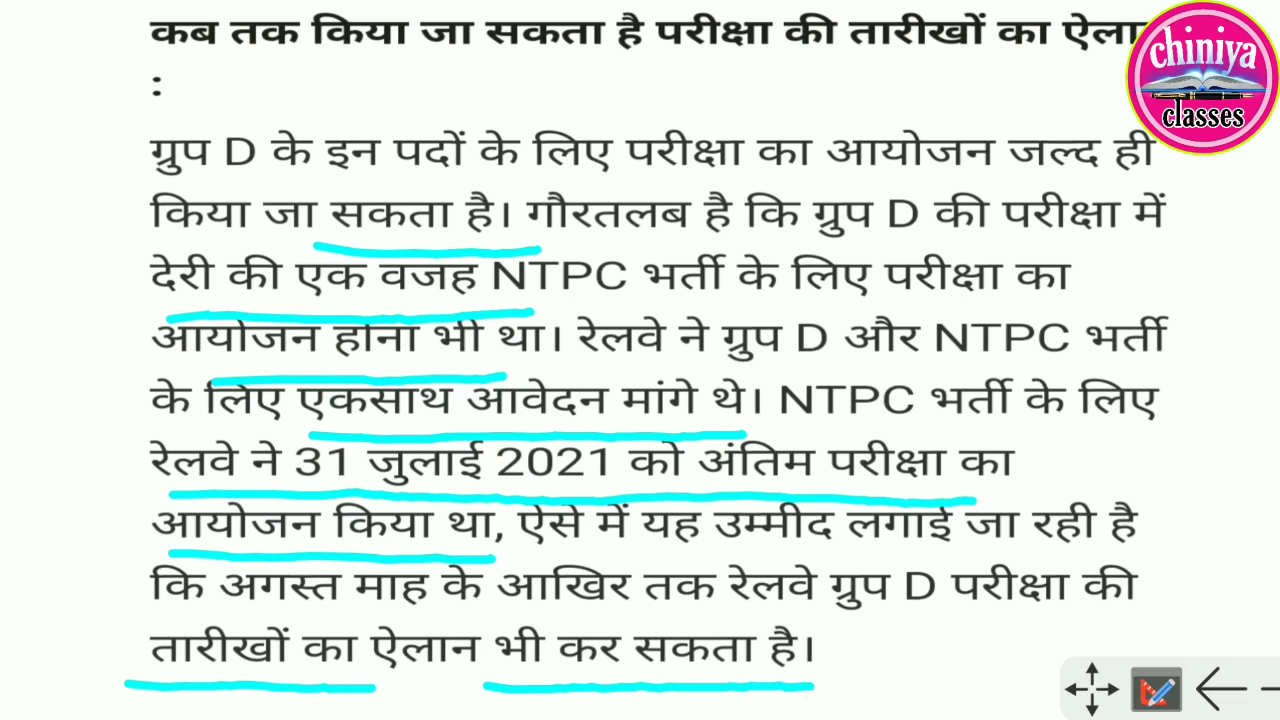 कब तक किया जा सकता है परीक्षा की तारीखों का
:
chiniya
classes
ग्रुप D के इन पदों के लिए परीक्षा का आयोजन जल्द ही
किया जा सकता है। गौरतलब है कि ग्रुप D की परीक्षा में
देरी की एक वजह NTPC भर्ती के लिए परीक्षा का
आयोजन होना भी था। रेलवे ने ग्रुप D और NTPC भर्ती
के लिए एकसाथ आवेदन मांगे थे। NTPC भर्ती के लिए
रेलवे ने 31 जुलाई 2021 को अंतिम परीक्षा का
आयोजन किया था, ऐसे में यह उम्मीद लगाई जा रही है
कि अगस्त माह के आखिर तक रेलवे ग्रुप D परीक्षा की
तारीखों का ऐलान भी कर सकता है।